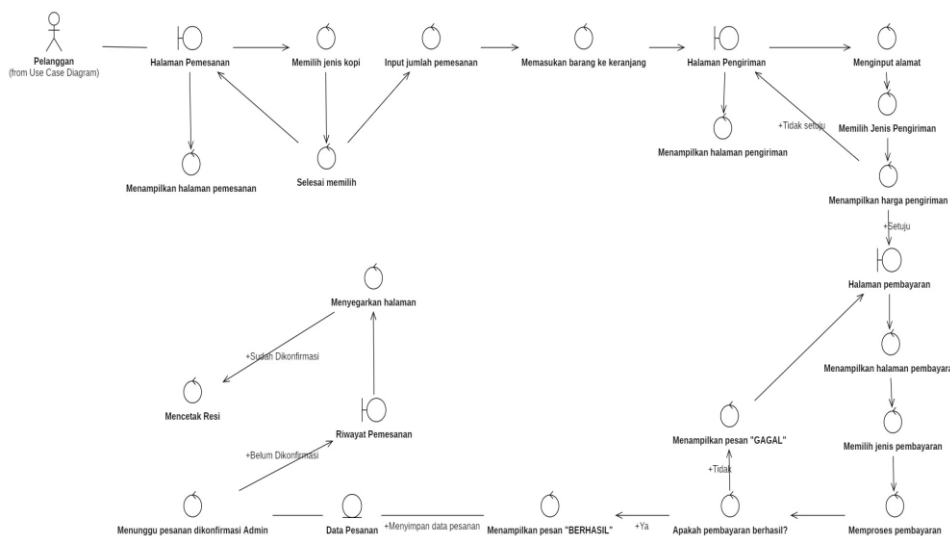 Pelanggan
(from Use Case Diagram)
Halaman Pemesanan
Memilih jenis kopi
Input jumlah pemesanan
Memasukan barang ke keranjang
Halaman Pengiriman
Menginput alamat
+Tidak setuju
Memilih Jenis Pengiriman
Menampilkan halaman pengiriman
Menampilkan halaman pemesanan
Selesai memilih
Menampilkan harga pengiriman
+Setuju
Halaman pembayaran
Menyegarkan halaman
+Sudah Dikonfirmasi
Menampilkan halaman pembayara
Mencetak Resi
Riwayat Pemesanan
Menampilkan pesan "GAGAL"
Memilih jenis pembayaran
+Belum Dikonfirmasi
+Tidak
Menunggu pesanan dikonfirmasi Admin
Data Pesanan
+Menyimpan data pesanan
Menampilkan pesan "BERHASIL"
+Ya
Apakah pembayaran berhasil?
Memproses pembayaran